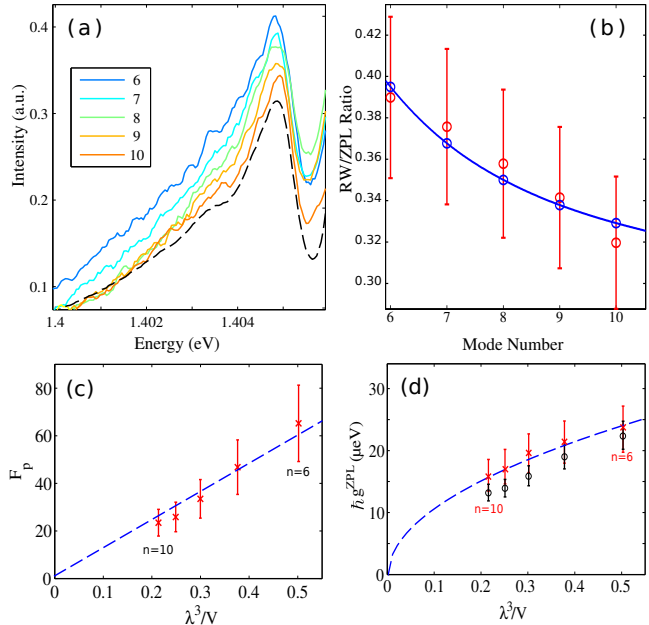 (a)
0.4
0.3
0.2
0.1
Intensity (a.u.)
6
7
8
9
10
1.4
1.402
1.404
Energy (eV)
(b)
0.40
0.38
0.36
0.34
0.32
0.30
RW/ZPL Ratio
6
7
8
9
10
Mode Number
(c)
80
60
40
20
0
F_p
n=6
n=10
0
0.1
0.2
0.3
0.4
0.5
λ³/V
(d)
30
20
10
0
ℏ g^ZPL (μeV)
n=6
n=10
0
0.1
0.2
0.3
0.4
0.5
λ³/V